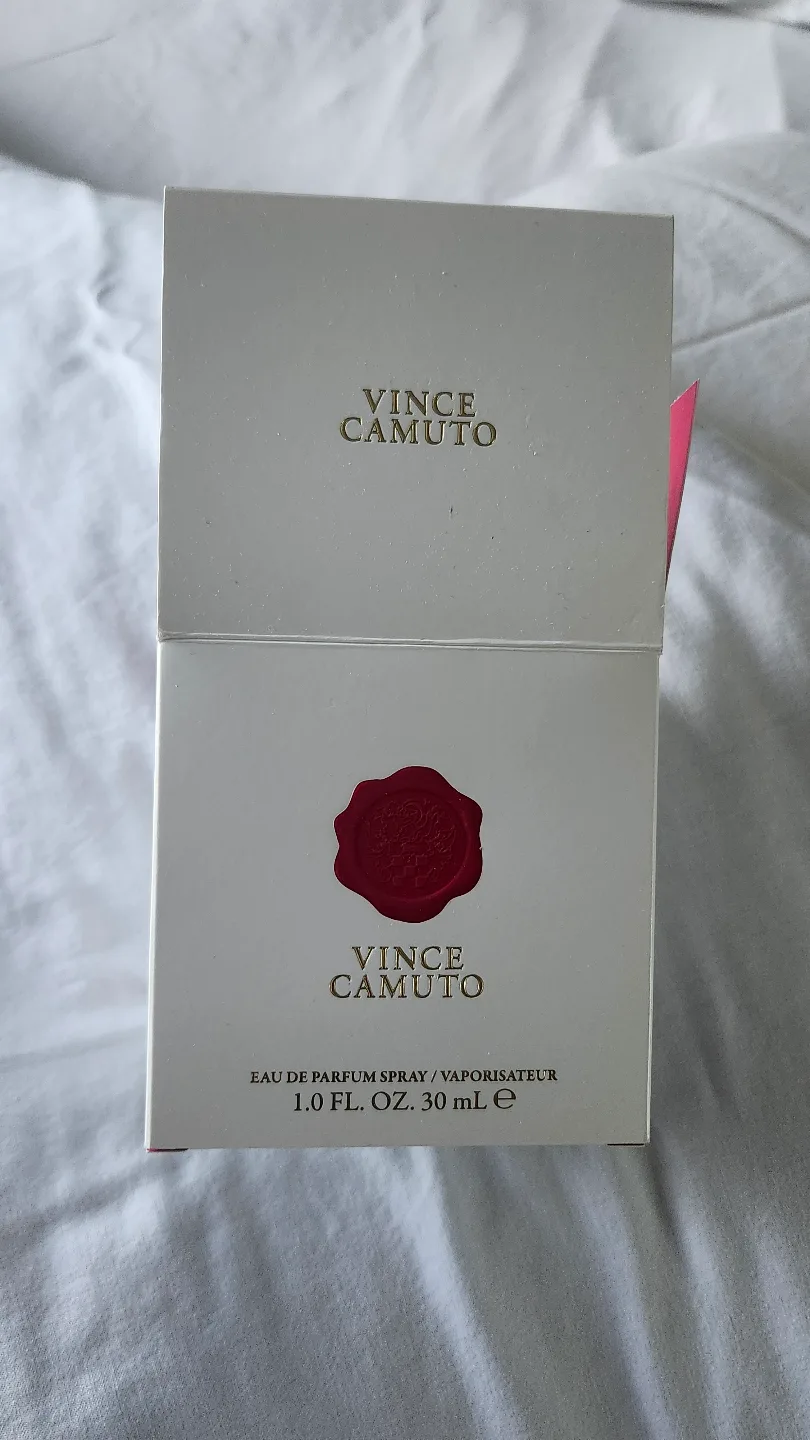 VINCE
CAMUTO
VINCE
CAMUTO
EAU DE PARFUM SPRAY / VAPORISATEUR
1.0 FL. OZ. 30 mL ℮